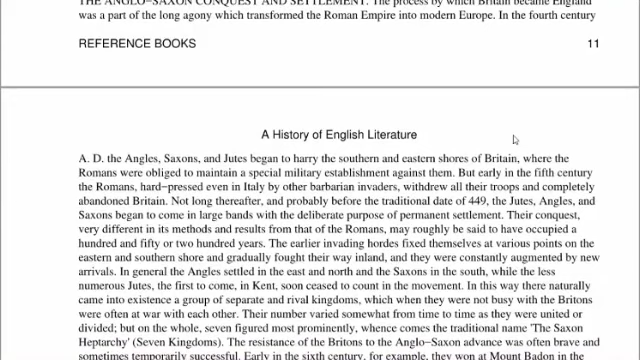 THE ANGLO−SAXON CONQUEST AND SETTLEMENT. The process by which Britain became England
was a part of the long agony which transformed the Roman Empire into modern Europe. In the fourth century
REFERENCE BOOKS 11
A History of English Literature
A. D. the Angles, Saxons, and Jutes began to harry the southern and eastern shores of Britain, where the
Romans were obliged to maintain a special military establishment against them. But early in the fifth century
the Romans, hard−pressed even in Italy by other barbarian invaders, withdrew all their troops and completely
abandoned Britain. Not long thereafter, and probably before the traditional date of 449, the Jutes, Angles, and
Saxons began to come in large bands with the deliberate purpose of permanent settlement. Their conquest,
very different in its methods and results from that of the Romans, may roughly be said to have occupied a
hundred and fifty or two hundred years. The earlier invading hordes fixed themselves at various points on the
eastern and southern shore and gradually fought their way inland, and they were constantly augmented by new
arrivals. In general the Angles settled in the east and north and the Saxons in the south, while the less
numerous Jutes, the first to come, in Kent, soon ceased to count in the movement. In this way there naturally
came into existence a group of separate and rival kingdoms, which when they were not busy with the Britons
were often at war with each other. Their number varied somewhat from time to time as they were united or
divided; but on the whole, seven figured most prominently, whence comes the traditional name 'The Saxon
Heptarchy' (Seven Kingdoms). The resistance of the Britons to the Anglo−Saxon advance was often brave and
sometimes temporarily successful. Early in the sixth century, for example, they won at Mount Badon in the